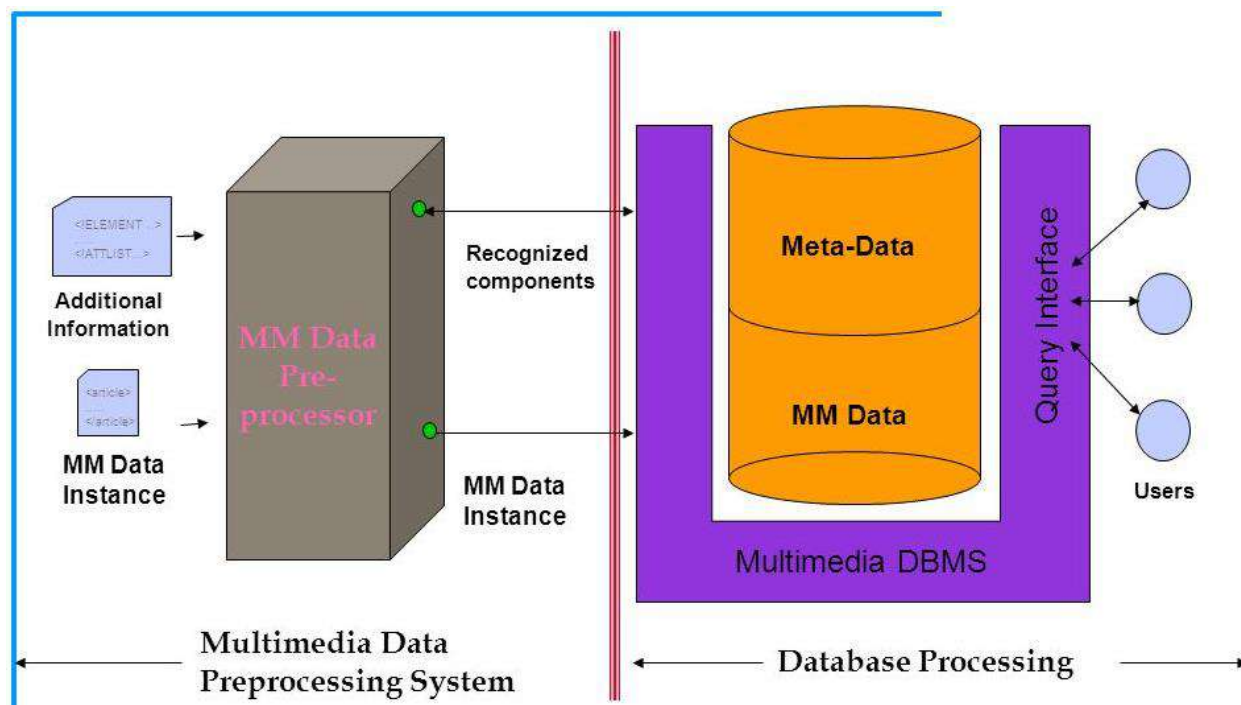 <!ELEMENT ...>
......
<!ATTLIST...>
Additional
Information
<article>
......
</article>
MM Data
Instance
MM Data
Pre-
processor
Recognized
components
MM Data
Instance
Meta-Data
MM Data
Multimedia DBMS
Query Interface
Users
Multimedia Data
Preprocessing System
Database Processing